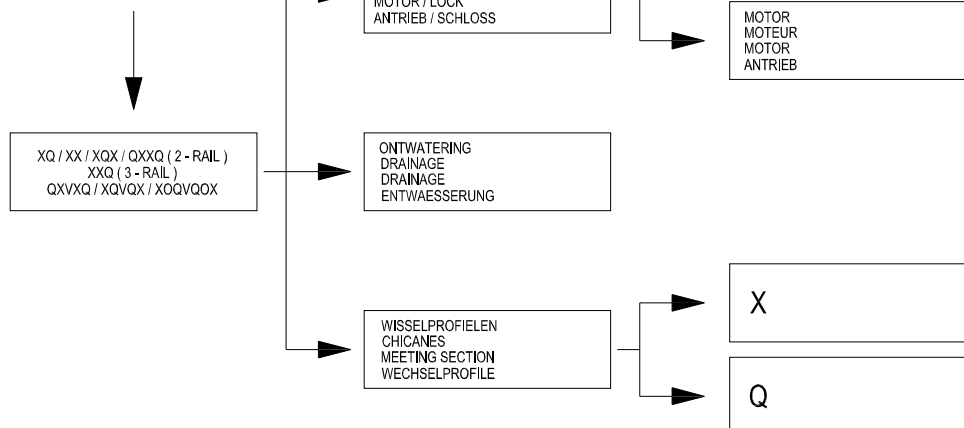 MOTOR / LOCK
ANTRIEB / SCHLOSS
MOTOR
MOTEUR
MOTOR
ANTRIEB
XQ / XX / XQX / QXXQ ( 2 - RAIL )
XXQ ( 3 - RAIL )
QXVXQ / XQVQX / XOQVQOX
ONTWATERING
DRAINAGE
DRAINAGE
ENTWAESSERUNG
WISSELPROFIELEN
CHICANES
MEETING SECTION
WECHSELPROFILE
X
Q